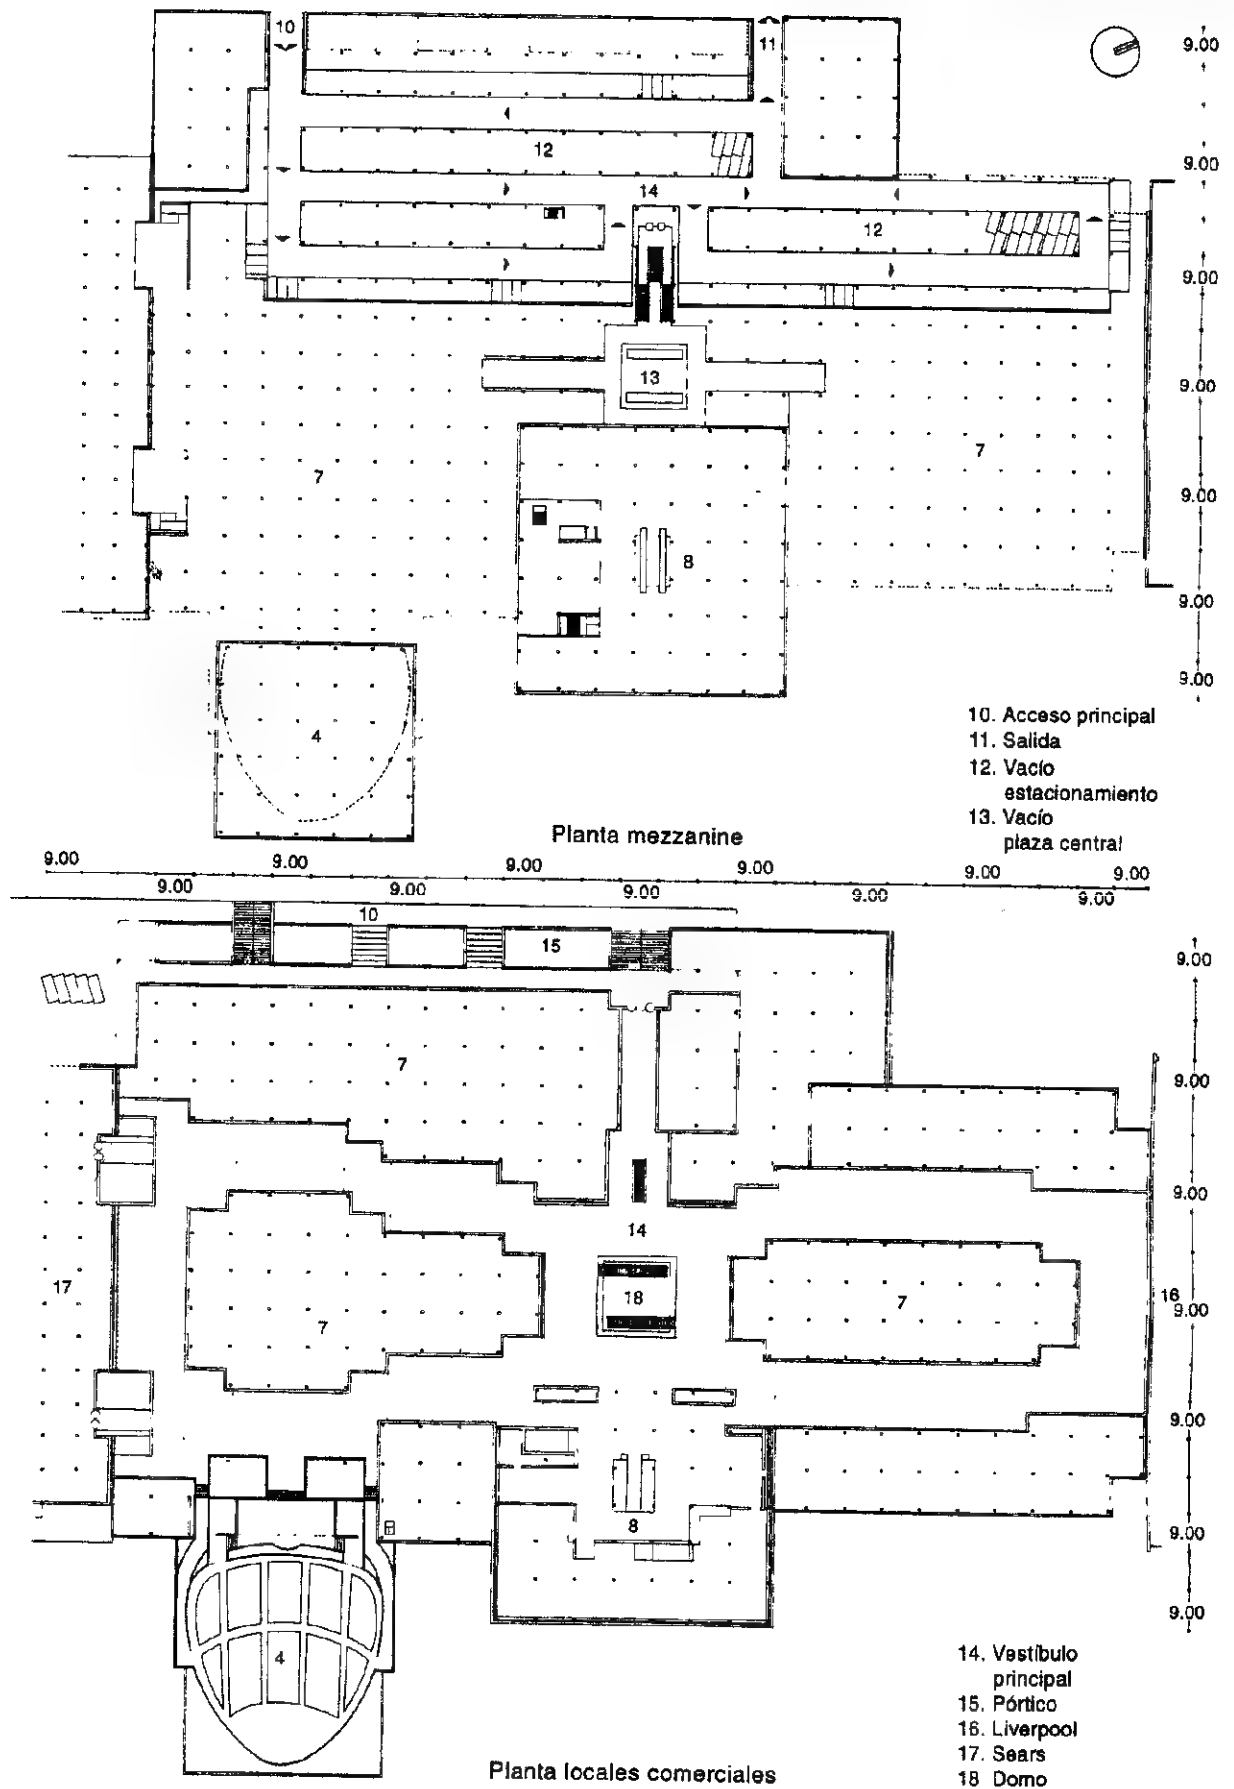 10
11
9.00
12
9.00
14
12
9.00
13
9.00
7
7
9.00
8
9.00
4
9.00
10. Acceso principal
11. Salida
12. Vacío
estacionamiento
13. Vacío
plaza central
Planta mezzanine
9.00 9.00 9.00 9.00 9.00 9.00
9.00 9.00 9.00 9.00 9.00
10
15
9.00
7
9.00
9.00
14
17
18
7
16
9.00
7
9.00
8
9.00
9.00
4
14. Vestíbulo
principal
15. Pórtico
16. Liverpool
17. Sears
18 Domo
Planta locales comerciales